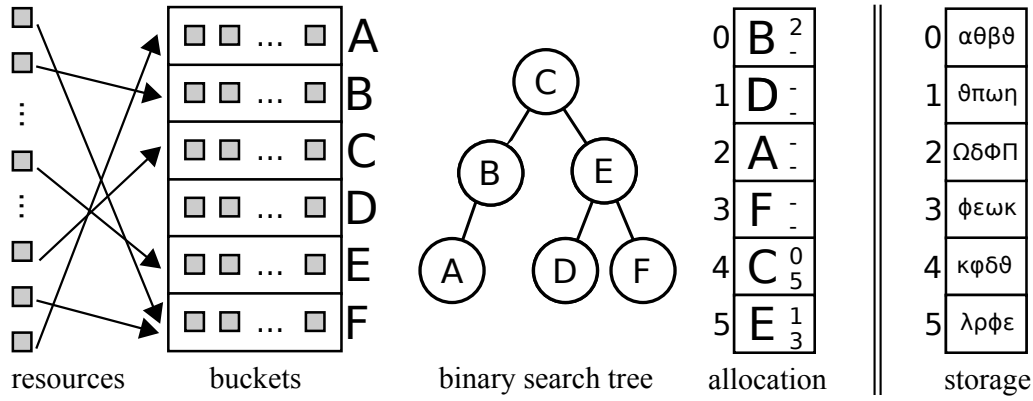 ... A
... B
... C
... D
... E
... F
C
B E
A D F
0 B 2 -
1 D - -
2 A - -
3 F - -
4 C 0 5
5 E 1 3
0 αθβϑ
1 ϑπωη
2 ΩδΦΠ
3 ϕεωκ
4 κφδϑ
5 λρϕε
resources buckets binary search tree allocation storage